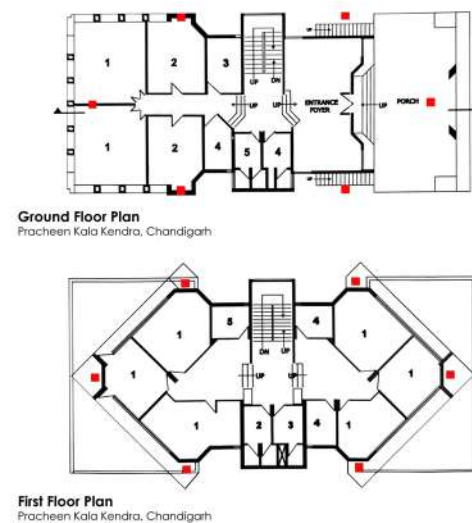 1
2
3
UP
DN
UP
UP
UP
ENTRANCE
FOYER
UP
PORCH
1
2
4
5
4
UP
Ground Floor Plan
Pracheen Kala Kendra, Chandigarh
1
5
4
1
DN
UP
1
UP
UP
1
1
2
3
4
1
First Floor Plan
Pracheen Kala Kendra, Chandigarh